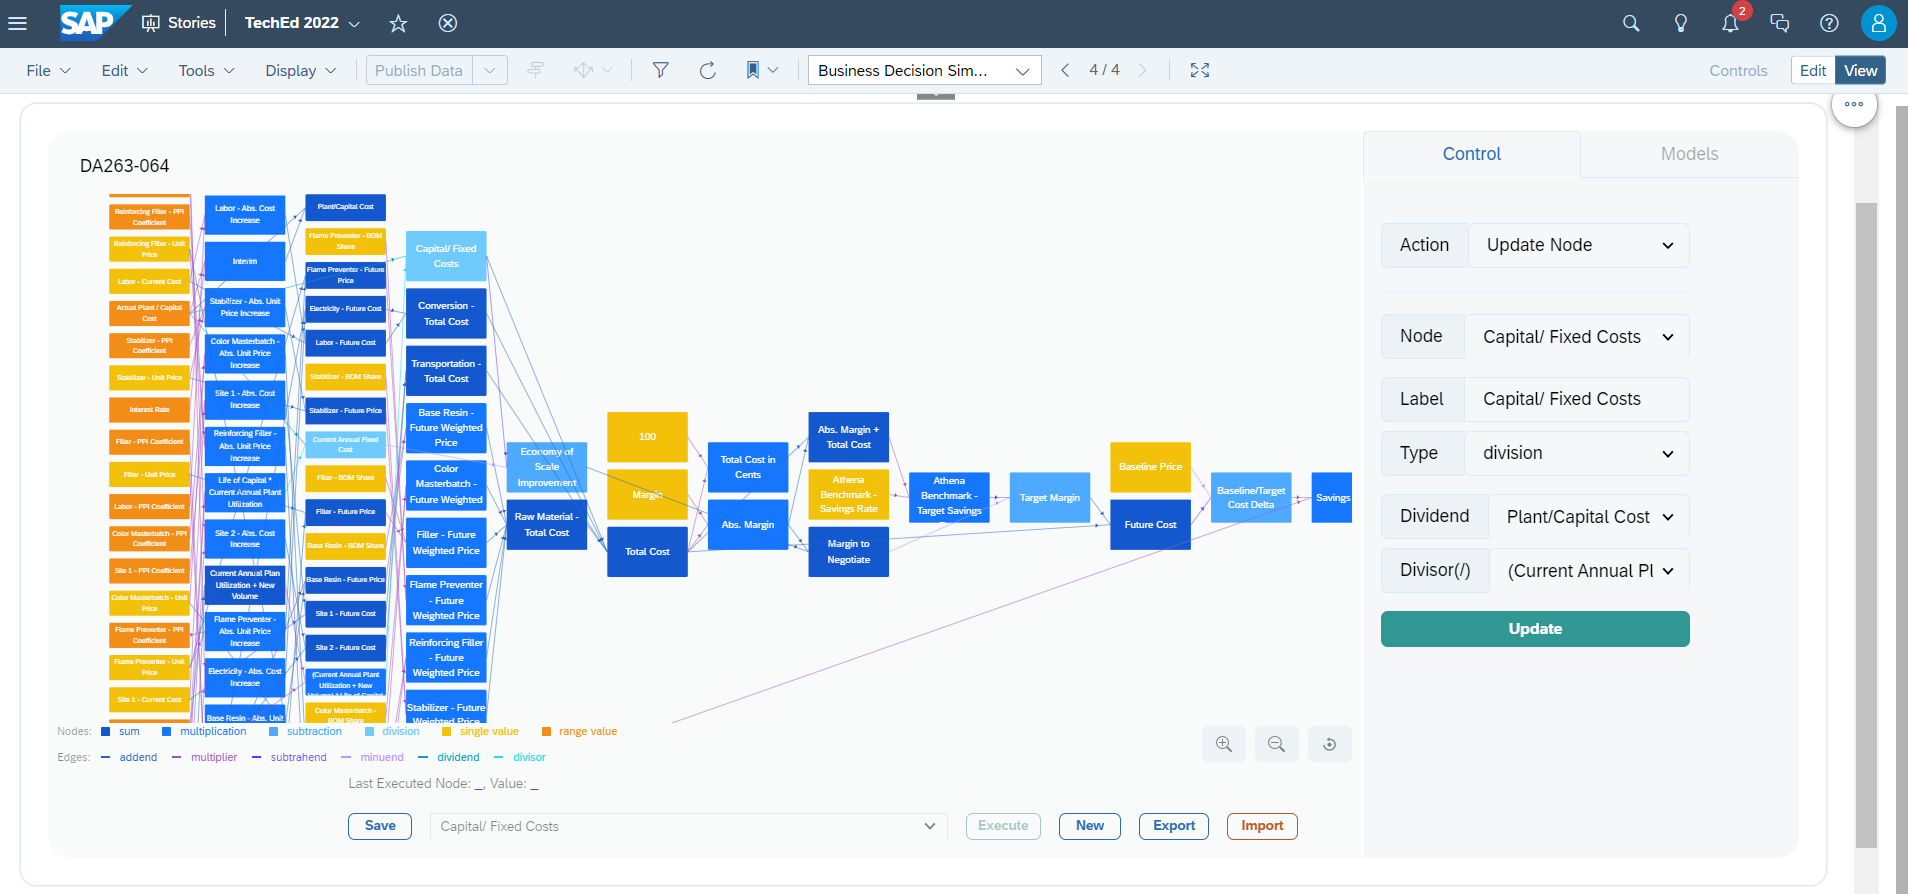 SAP Stories TechEd 2022 2
File Edit Tools Display Publish Data Business Decision Sim... 4 / 4 Controls Edit View
DA263-064
Control Models
Action Update Node
Node Capital/ Fixed Costs
Label Capital/ Fixed Costs
Type division
Dividend Plant/Capital Cost
Divisor(/) (Current Annual Pl
Update
Reinforcing Filler - PPI
Coefficient
Reinforcing Filler - Unit
Price
Labor - Current Cost
Actual Plant / Capital
Cost
Stabilizer - PPI
Coefficient
Stabilizer - Unit Price
Interest Rate
Filler - PPI Coefficient
Filler - Unit Price
Labor - PPI Coefficient
Color Masterbatch - PPI
Coefficient
Site 1 - PPI Coefficient
Color Masterbatch - Unit
Price
Flame Preventer - PPI
Coefficient
Flame Preventer - Unit
Price
Site 1 - Current Cost
Labor - Abs. Cost
Increase
Interim
Stabilizer - Abs. Unit
Price Increase
Color Masterbatch -
Abs. Unit Price
Increase
Site 1 - Abs. Cost
Increase
Reinforcing Filler -
Abs. Unit Price
Increase
Life of Capital *
Current Annual Plant
Utilization
Site 2 - Abs. Cost
Increase
Current Annual Plan
Utilization + New
Volume
Flame Preventer -
Abs. Unit Price
Increase
Electricity - Abs. Cost
Increase
Base Resin - Abs. Unit
Plant/Capital Cost
Flame Preventer - BOM
Share
Flame Preventer - Future
Price
Electricity - Future Cost
Labor - Future Cost
Stabilizer - BOM Share
Stabilizer - Future Price
Current Annual Fixed
Cost
Filler - BOM Share
Filler - Future Price
Base Resin - BOM Share
Base Resin - Future Price
Site 1 - Future Cost
Site 2 - Future Cost
(Current Annual Plant
Utilization + New
Volume) * Life of Capital
Color Masterbatch -
BOM Share
Capital/ Fixed
Costs
Conversion -
Total Cost
Transportation -
Total Cost
Base Resin -
Future Weighted
Price
Color
Masterbatch -
Future Weighted
Filler - Future
Weighted Price
Flame Preventer
- Future
Weighted Price
Reinforcing Filler
- Future
Weighted Price
Stabilizer - Future
Weighted Price
Economy of
Scale
Improvement
Raw Material -
Total Cost
100
Margin
Total Cost
Total Cost in
Cents
Abs. Margin
Abs. Margin +
Total Cost
Athena
Benchmark -
Savings Rate
Margin to
Negotiate
Athena
Benchmark -
Target Savings
Target Margin
Baseline Price
Future Cost
Baseline/Target
Cost Delta
Savings
Nodes: sum multiplication subtraction division single value range value
Edges: addend multiplier subtrahend minuend dividend divisor
Last Executed Node: _, Value: _
Save Capital/ Fixed Costs Execute New Export Import